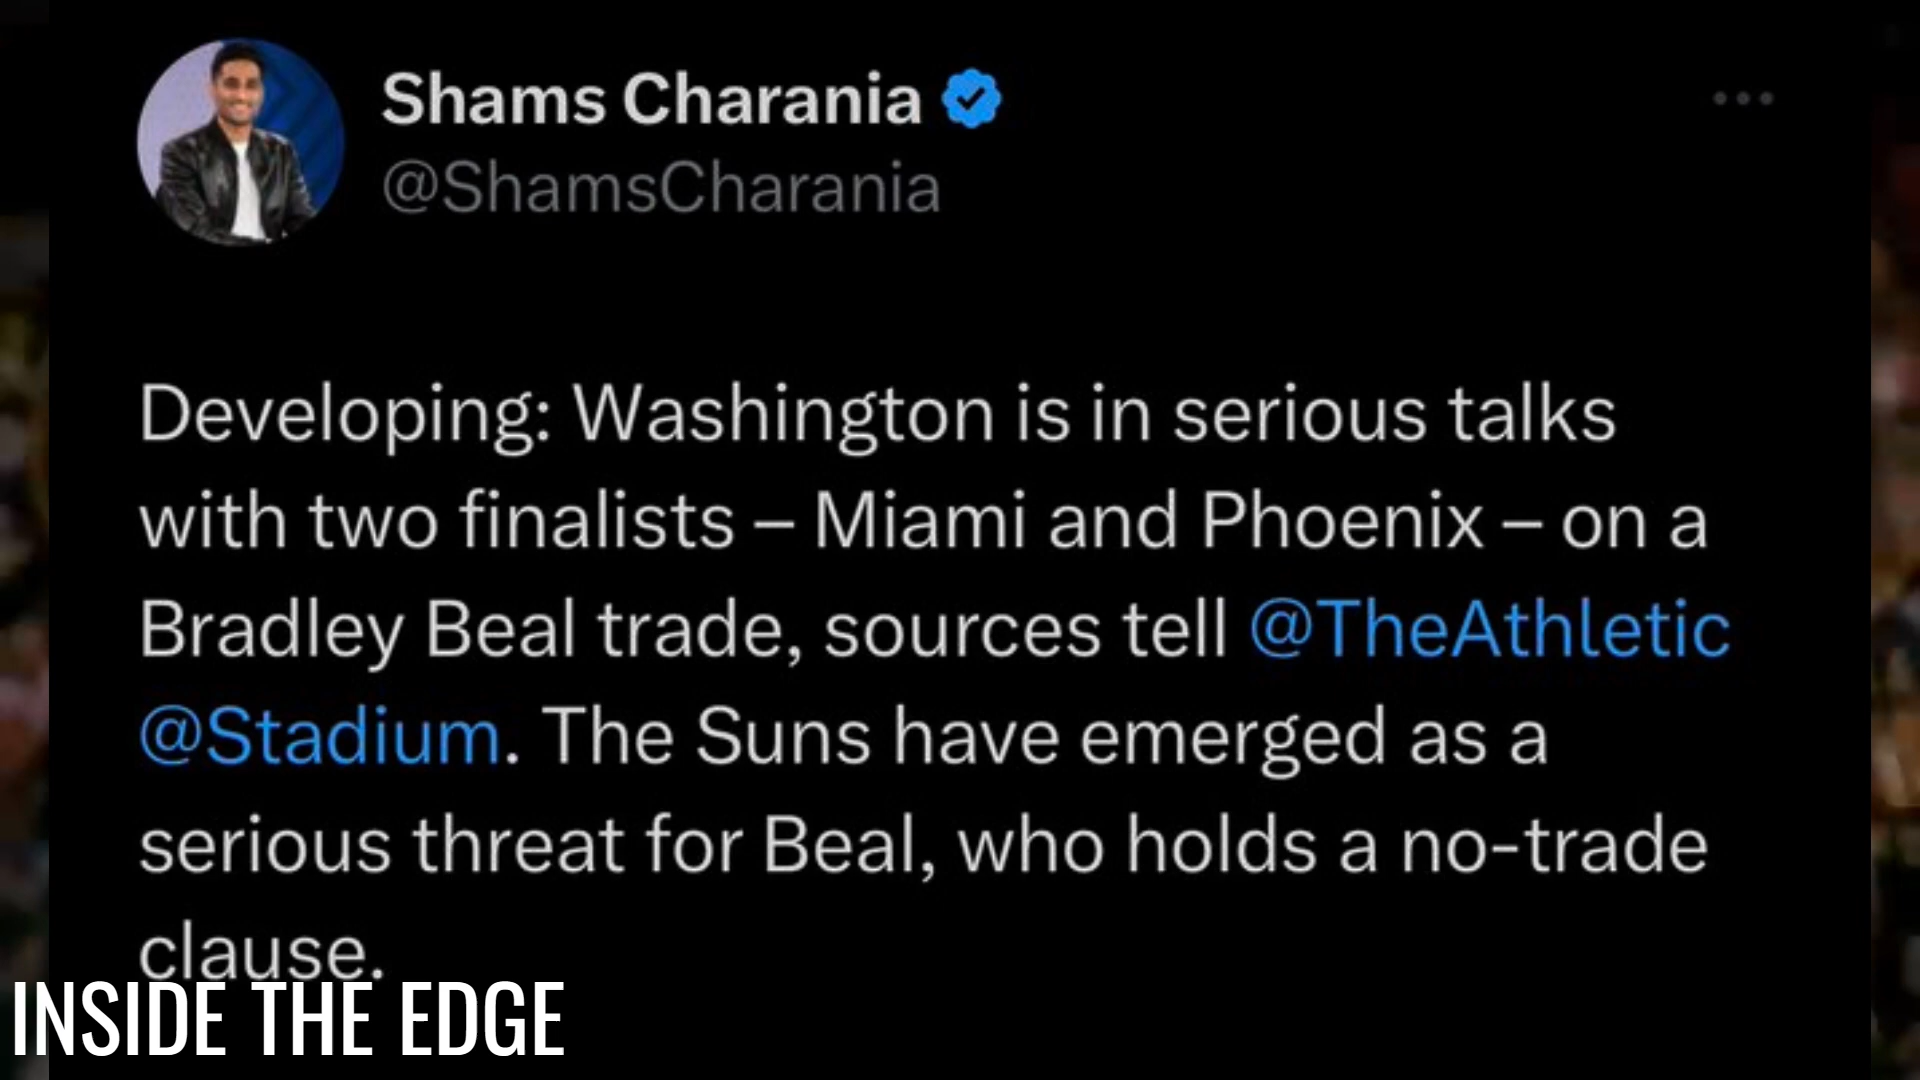 Shams Charania
@ShamsCharania
Developing: Washington is in serious talks
with two finalists – Miami and Phoenix – on a
Bradley Beal trade, sources tell @TheAthletic
@Stadium. The Suns have emerged as a
serious threat for Beal, who holds a no-trade
clause.
INSIDE THE EDGE